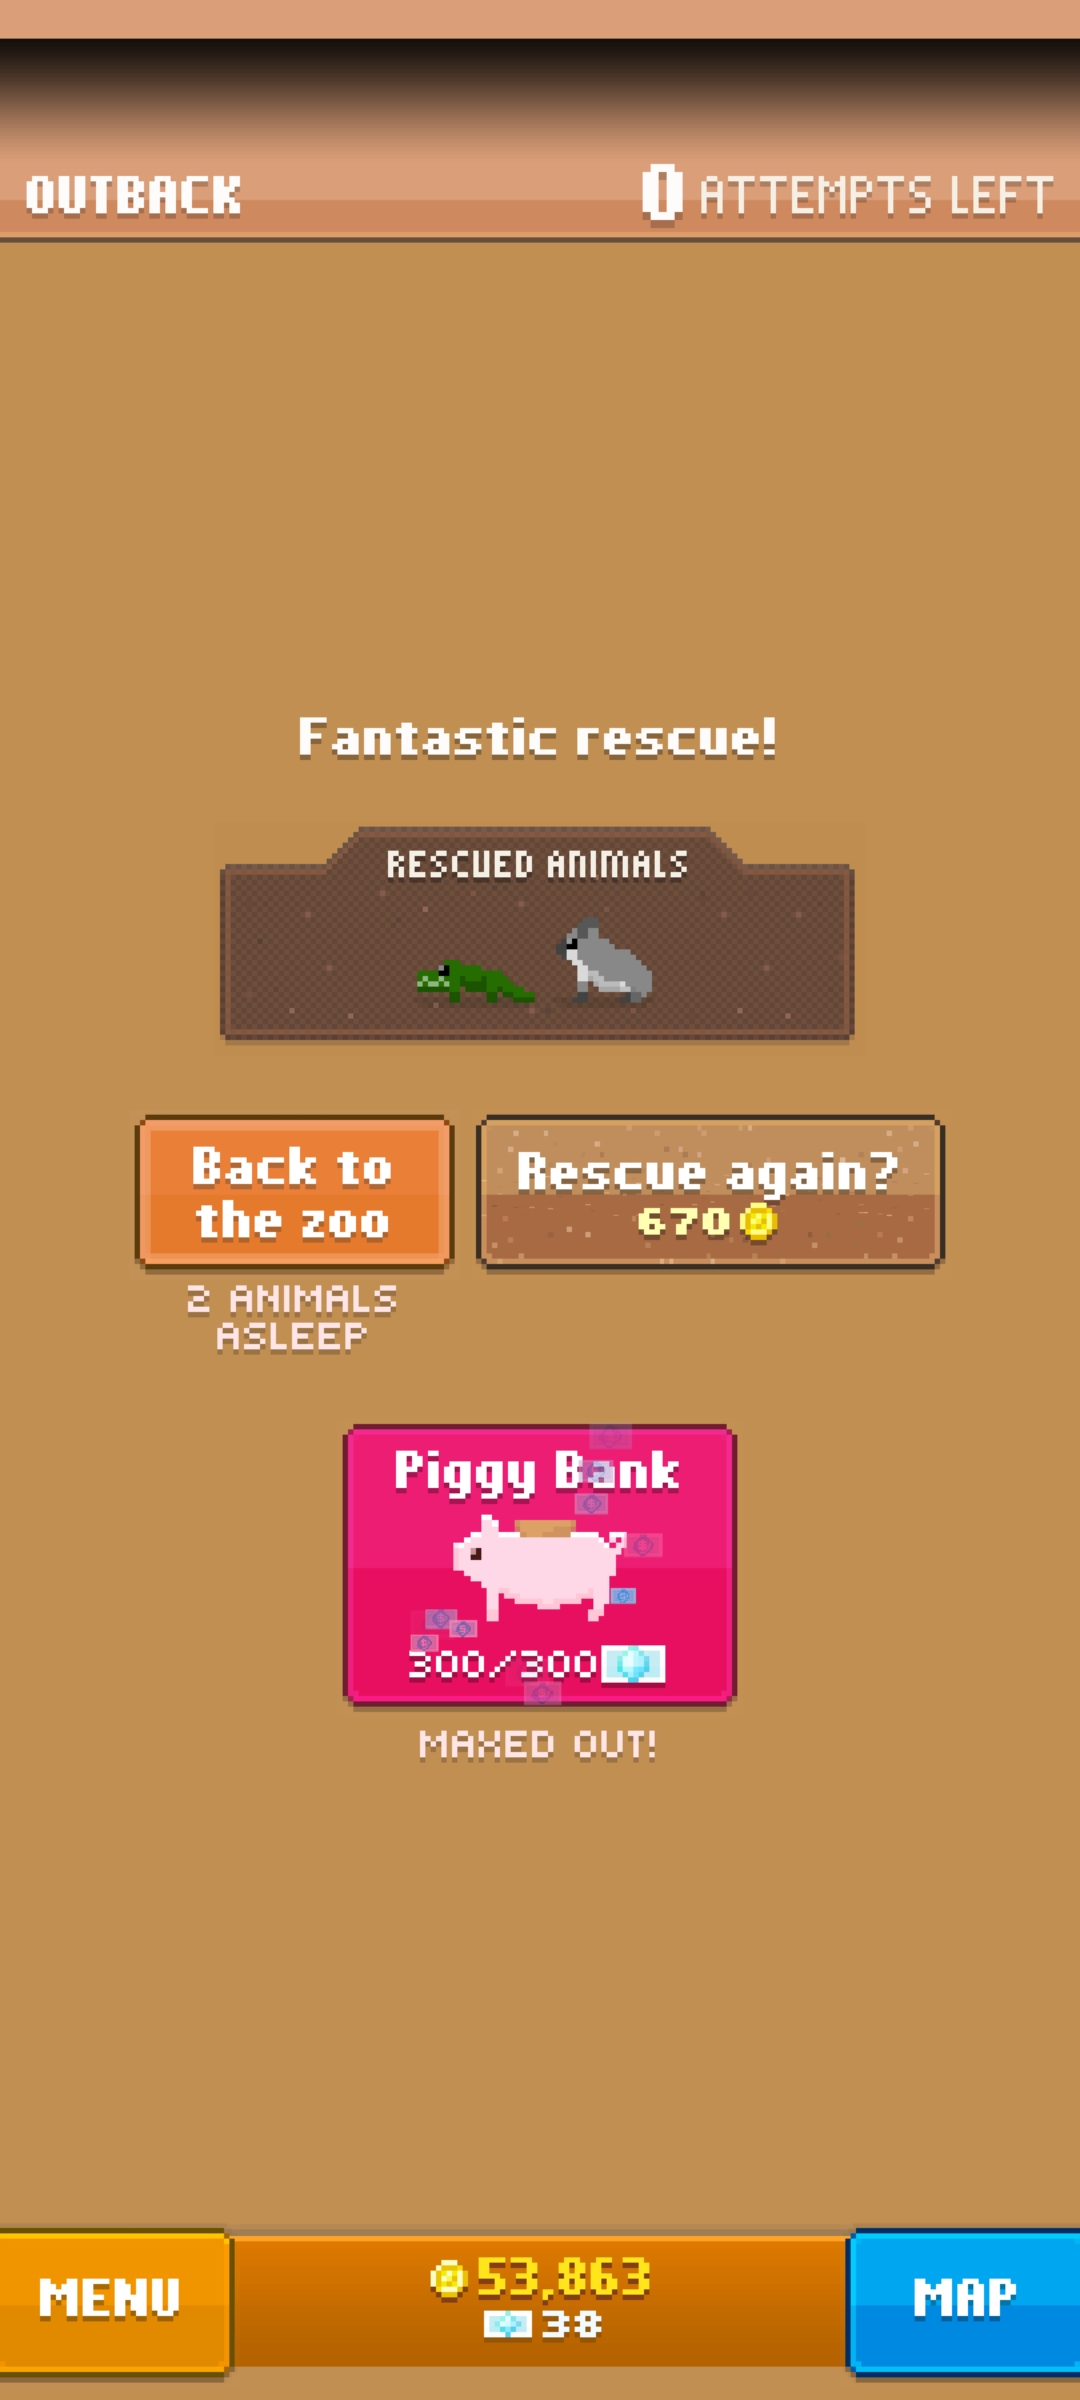 OUTBACK
0 ATTEMPTS LEFT
Fantastic rescue!
RESCUED ANIMALS
Back to
the zoo
Rescue again?
670
2 ANIMALS
ASLEEP
Piggy Bank
300/300
MAXED OUT!
MENU
53,863
38
MAP